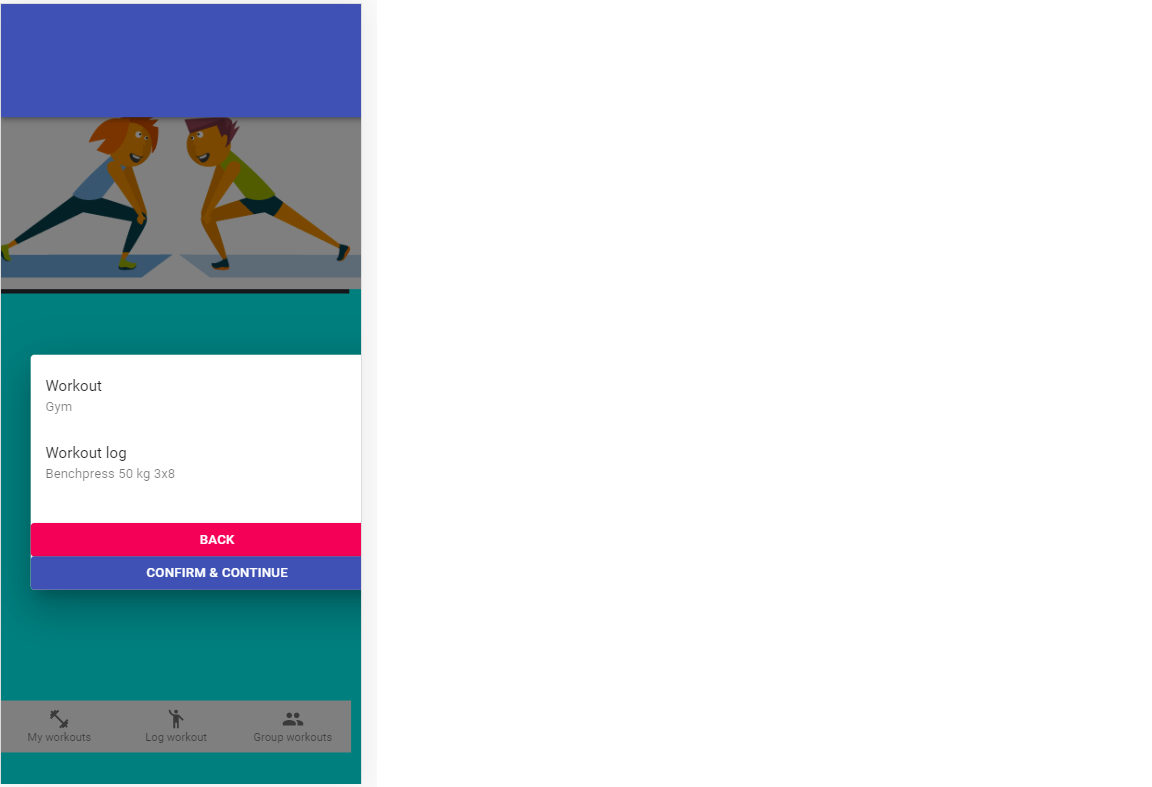 Workout
Gym
Workout log
Benchpress 50 kg 3x8
BACK
CONFIRM & CONTINUE
My workouts
Log workout
Group workouts